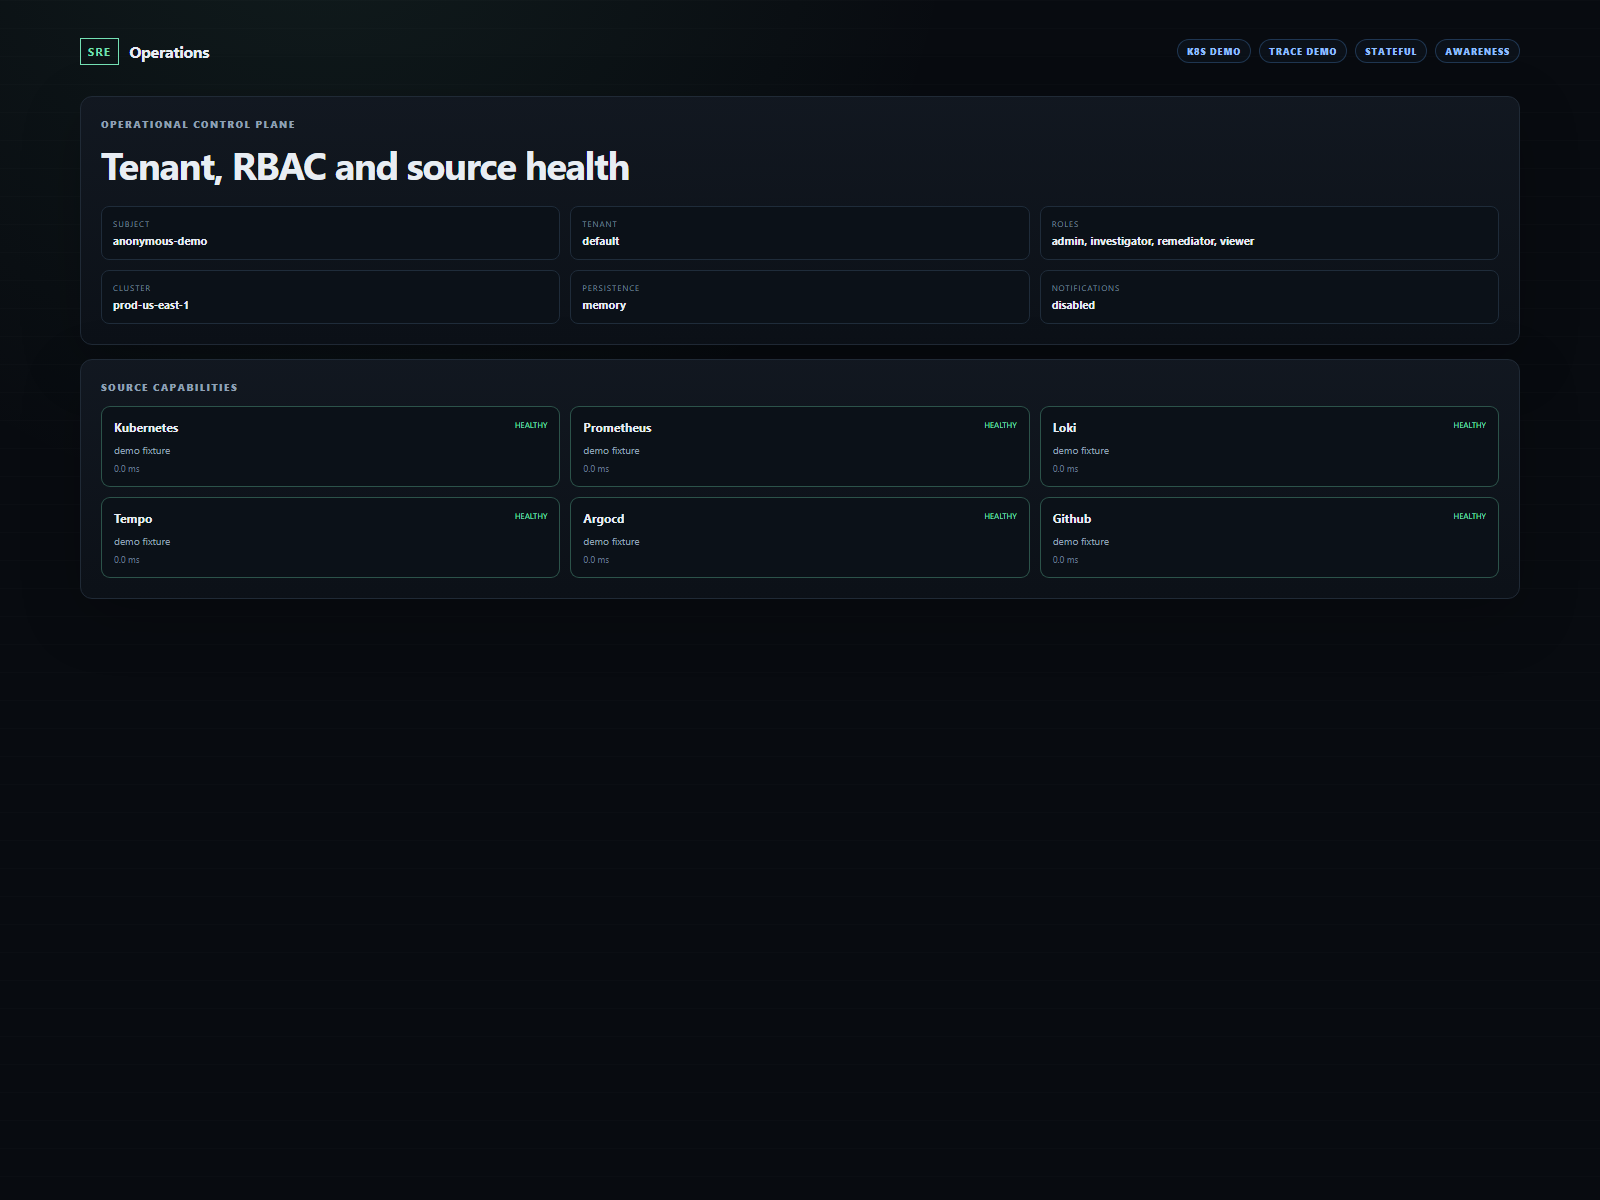 SRE Operations
K8S DEMO TRACE DEMO STATEFUL AWARENESS
OPERATIONAL CONTROL PLANE
Tenant, RBAC and source health
SUBJECT
anonymous-demo
TENANT
default
ROLES
admin, investigator, remediator, viewer
CLUSTER
prod-us-east-1
PERSISTENCE
memory
NOTIFICATIONS
disabled
SOURCE CAPABILITIES
Kubernetes HEALTHY
demo fixture
0.0 ms
Prometheus HEALTHY
demo fixture
0.0 ms
Loki HEALTHY
demo fixture
0.0 ms
Tempo HEALTHY
demo fixture
0.0 ms
Argocd HEALTHY
demo fixture
0.0 ms
Github HEALTHY
demo fixture
0.0 ms